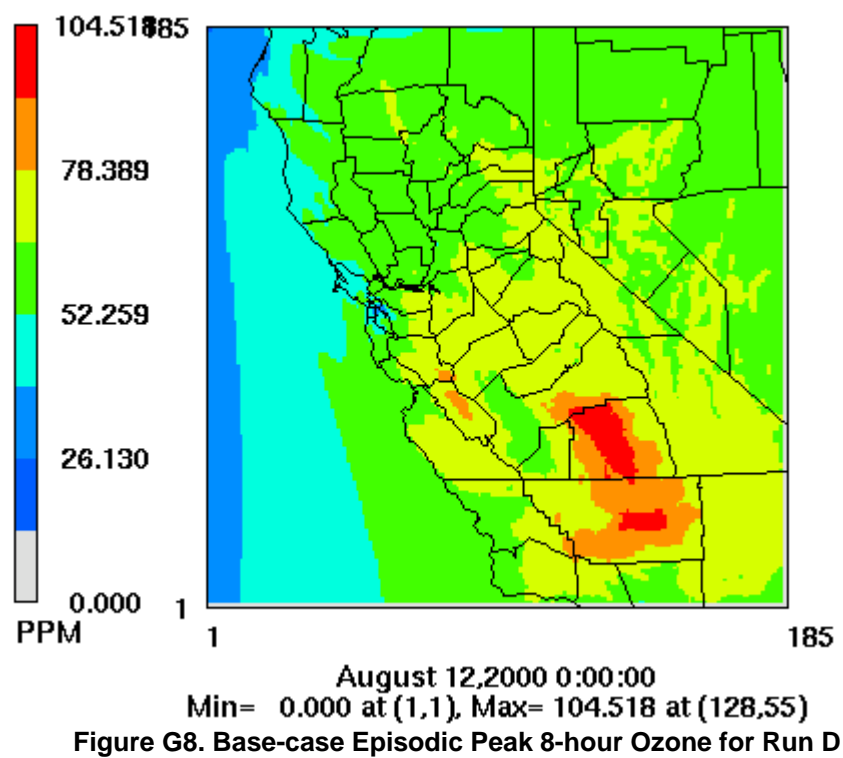 104.518
185
78.389
52.259
26.130
0.000
1
PPM
1
185
August 12,2000 0:00:00
Min= 0.000 at (1,1), Max= 104.518 at (128,55)
Figure G8. Base-case Episodic Peak 8-hour Ozone for Run D